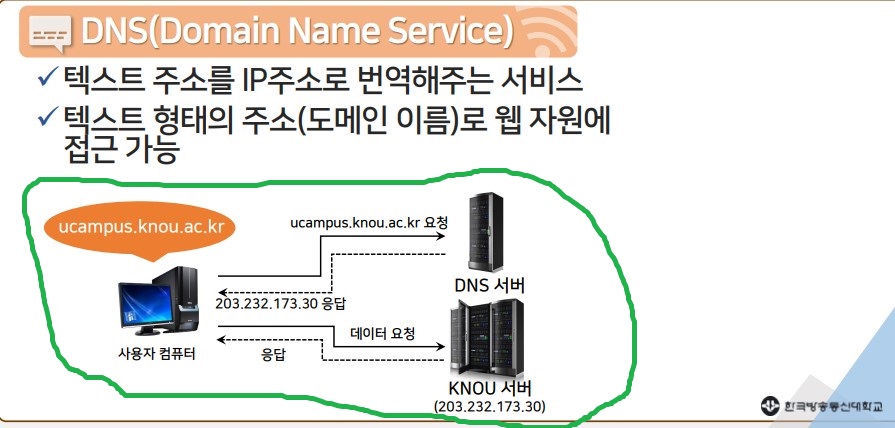 DNS(Domain Name Service)
텍스트 주소를 IP주소로 번역해주는 서비스
텍스트 형태의 주소(도메인 이름)로 웹 자원에
접근 가능
ucampus.knou.ac.kr
ucampus.knou.ac.kr 요청
DNS 서버
203.232.173.30 응답
데이터 요청
응답
사용자 컴퓨터
KNOU 서버
(203.232.173.30)
한국방송통신대학교